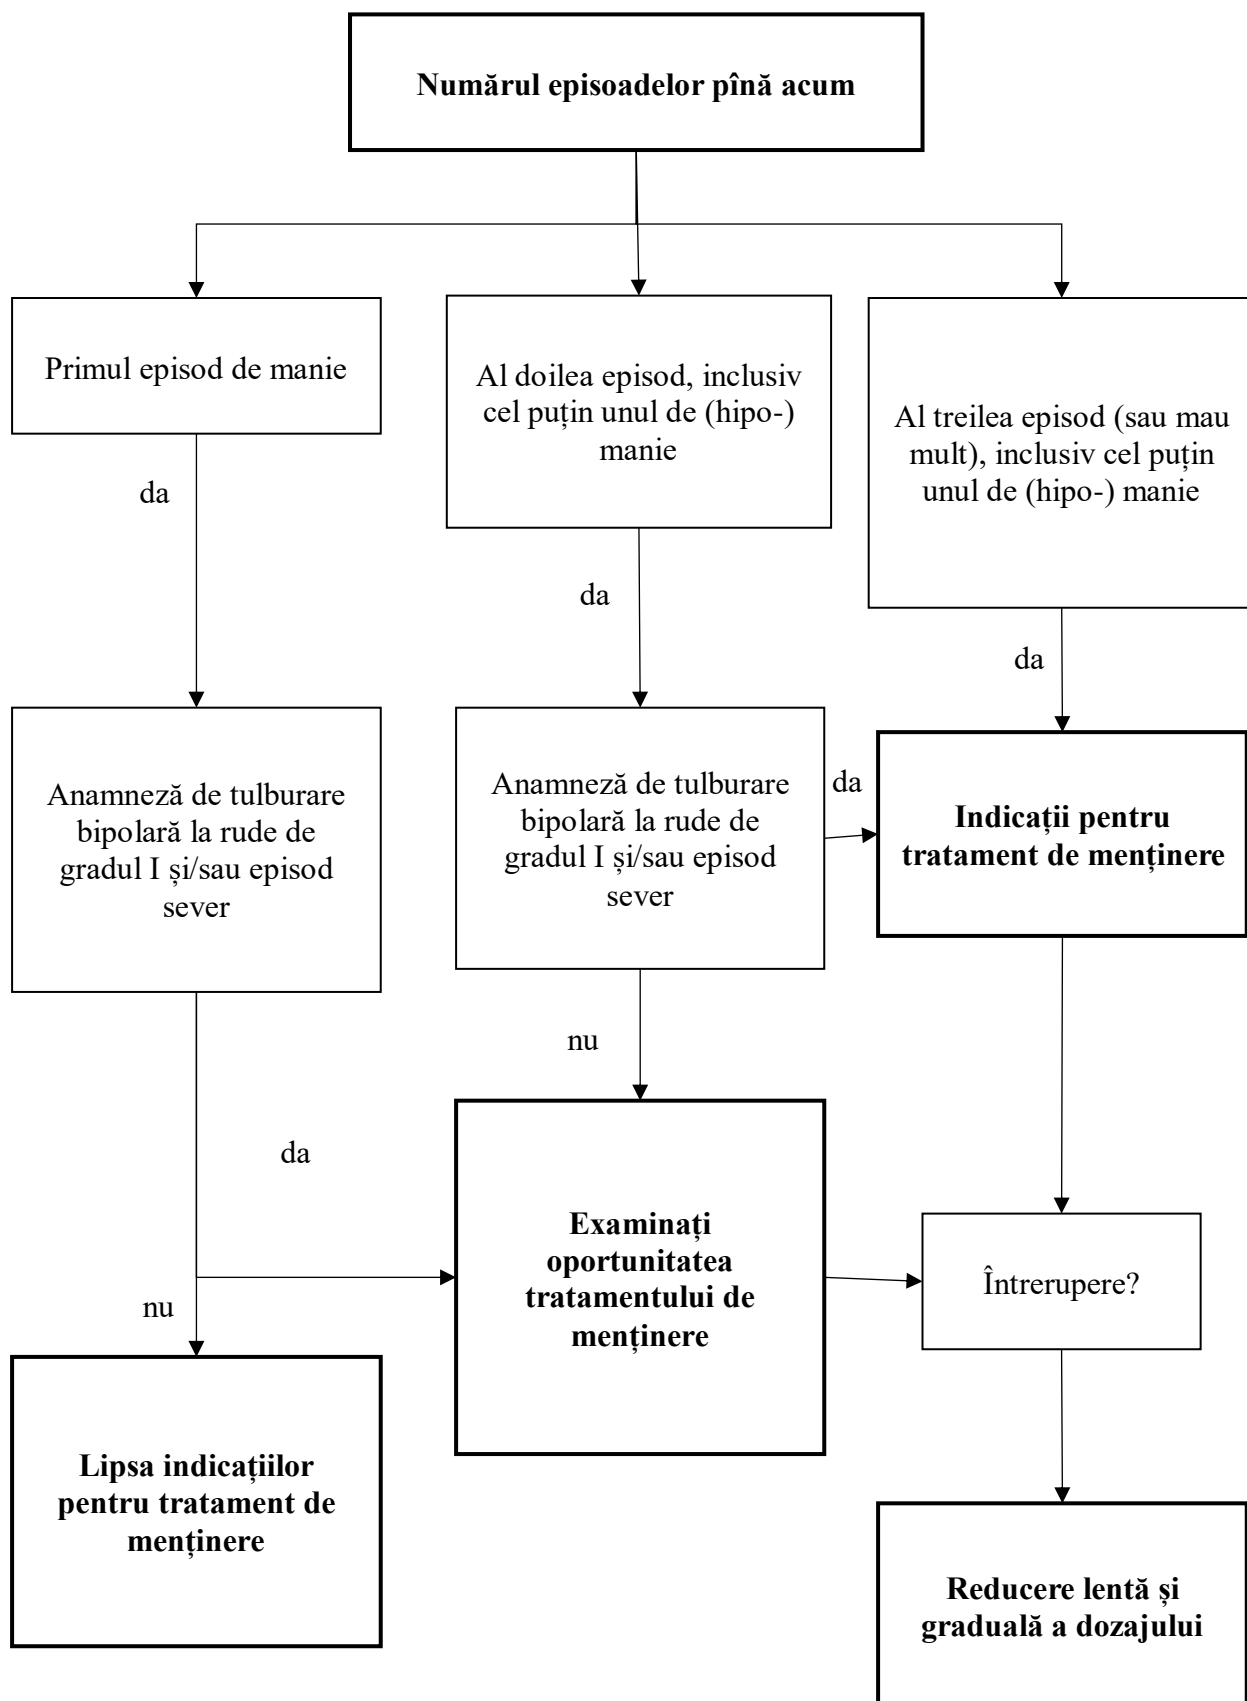 Numărul episoadelor pînă acum
Primul episod de manie
Al doilea episod, inclusiv
cel puțin unul de (hipo-)
manie
Al treilea episod (sau mau
mult), inclusiv cel puțin
unul de (hipo-) manie
da
da
da
Anamneză de tulburare
bipolară la rude de
gradul I și/sau episod
sever
Anamneză de tulburare
bipolară la rude de
gradul I și/sau episod
sever
da
Indicații pentru
tratament de menținere
nu
da
Examinați
oportunitatea
tratamentului de
menținere
Întrerupere?
nu
Lipsa indicațiilor
pentru tratament de
menținere
Reducere lentă și
graduală a dozajului